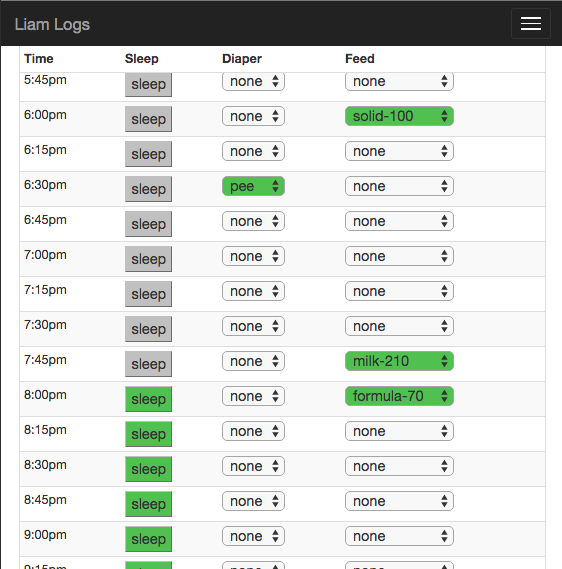 Liam Logs
Time Sleep Diaper Feed
5:45pm sleep none none
6:00pm sleep none solid-100
6:15pm sleep none none
6:30pm sleep pee none
6:45pm sleep none none
7:00pm sleep none none
7:15pm sleep none none
7:30pm sleep none none
7:45pm sleep none milk-210
8:00pm sleep none formula-70
8:15pm sleep none none
8:30pm sleep none none
8:45pm sleep none none
9:00pm sleep none none
9:15pm